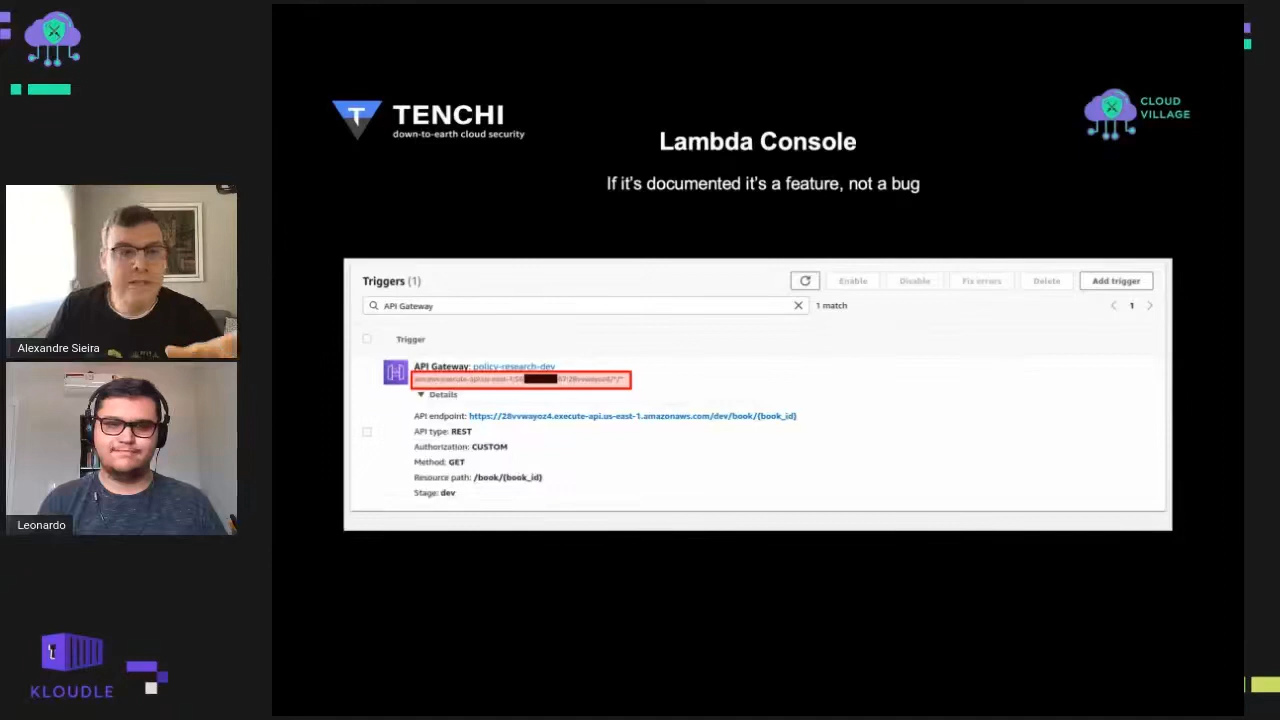 TENCHI
down-to-earth cloud security
CLOUD
VILLAGE
Lambda Console
If it's documented it's a feature, not a bug
Triggers (1)
Enable
Disable
Fix errors
Delete
Add trigger
API Gateway
1 match
1
Trigger
API Gateway: policy-research-dev
Details
API endpoint: https://28vvwayoz4.execute-api.us-east-1.amazonaws.com/dev/book/{book_id}
API type: REST
Authorization: CUSTOM
Method: GET
Resource path: /book/{book_id}
Stage: dev
Alexandre Sieira
Leonardo
KLOUDLE